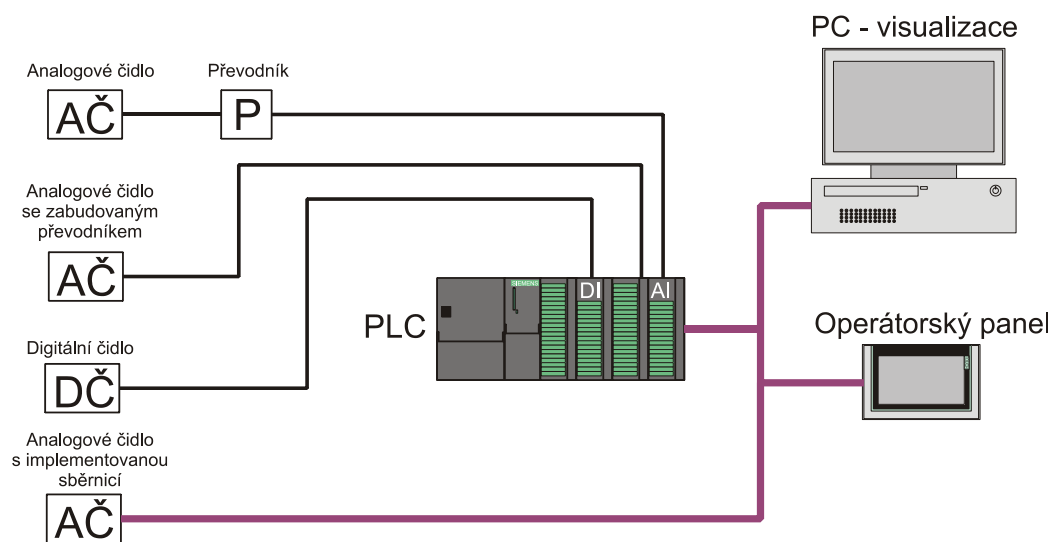 PC - visualizace
Analogové čidlo
AČ
Převodník
P
Analogové čidlo
se zabudovaným
převodníkem
AČ
SIEMENS
DI
AI
PLC
Operátorský panel
Digitální čidlo
DČ
Analogové čidlo
s implementovanou
sběrnicí
AČ